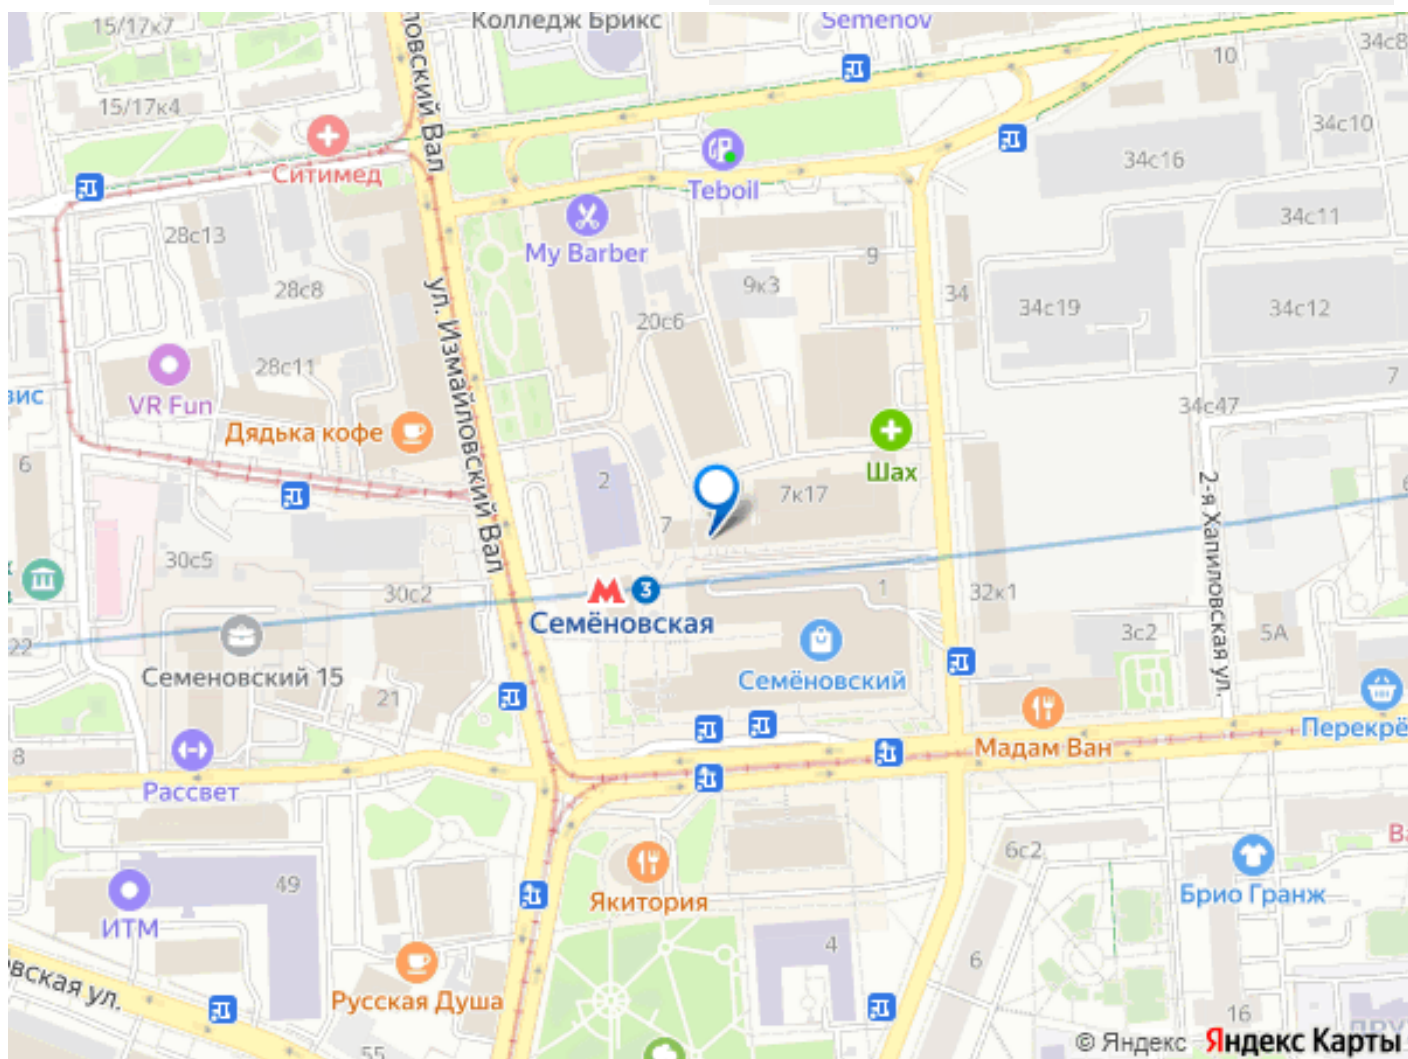 15/17к7
Колледж Брикс
Semenov
10
34с8
15/17к4
ловский Вал
34с10
Ситимед
Teboil
34с16
28с13
My Barber
9
34с11
28с8
9к3
34
20с6
34с19
34с12
ул. Измайловский Вал
28с11
VR Fun
7
зис
34с47
Дядька кофе
6
Шах
2
7к17
2-я Хапиловская ул.
7
30с5
30с2
М 3
1
32к1
Семёновская
22
3с2
5А
Семеновский 15
Семёновский
21
Перекрё
Мадам Ван
8
Рассвет
6с2
49
Якитория
Брио Гранж
ИТМ
4
6
вская ул.
Русская Душа
16
55
© Яндекс Яндекс Карты